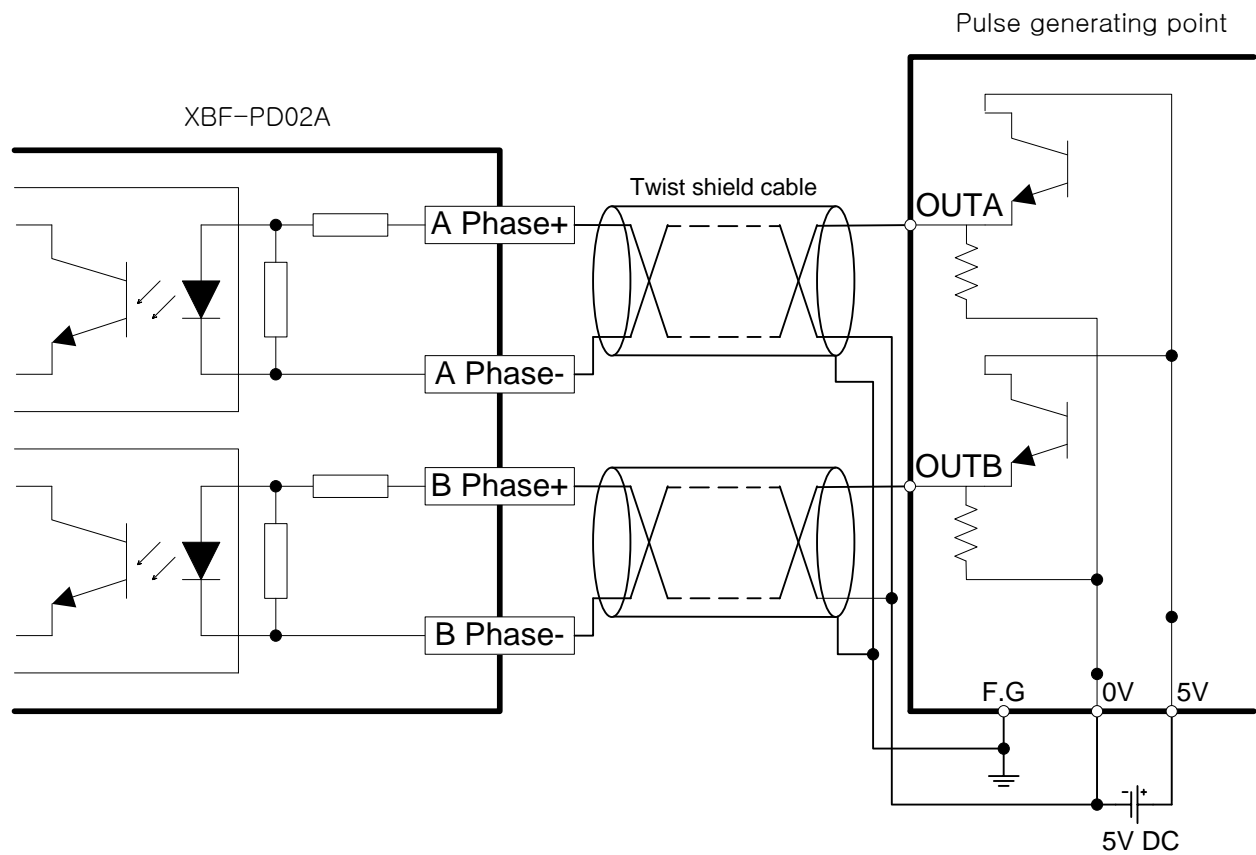 Pulse generating point
XBF-PD02A
Twist shield cable
A Phase+
OUTA
A Phase-
B Phase+
OUTB
B Phase-
F.G
0V
5V
- +
5V DC